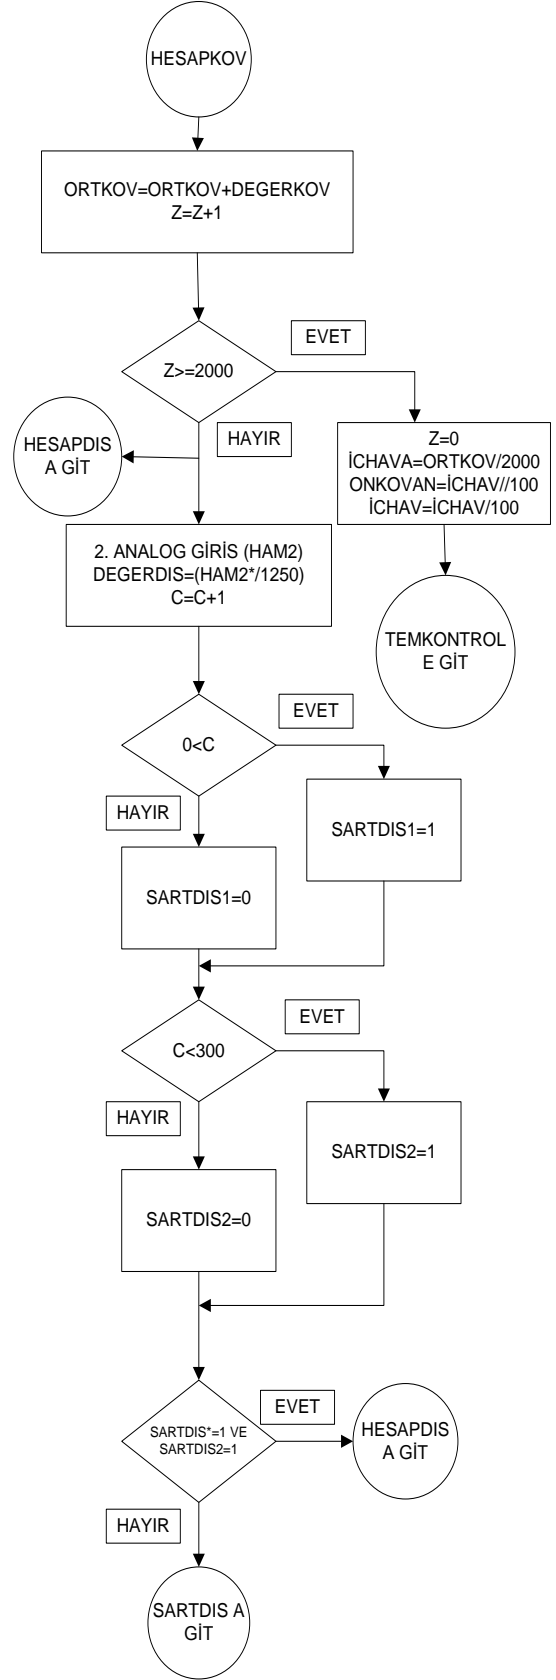 HESAPKOV
ORTKOV=ORTKOV+DEGERKOV
Z=Z+1
EVET
Z>=2000
HAYIR
HESAPDIS
A GİT
Z=0
İCHAVA=ORTKOV/2000
ONKOVAN=İCHAV//100
İCHAV=İCHAV/100
2. ANALOG GİRİS (HAM2)
DEGERDIS=(HAM2*/1250)
C=C+1
TEMKONTROL
E GİT
EVET
0<C
HAYIR
SARTDIS1=1
SARTDIS1=0
EVET
C<300
HAYIR
SARTDIS2=1
SARTDIS2=0
EVET
SARTDIS*=1 VE
SARTDIS2=1
HESAPDIS
A GİT
HAYIR
SARTDIS A
GİT